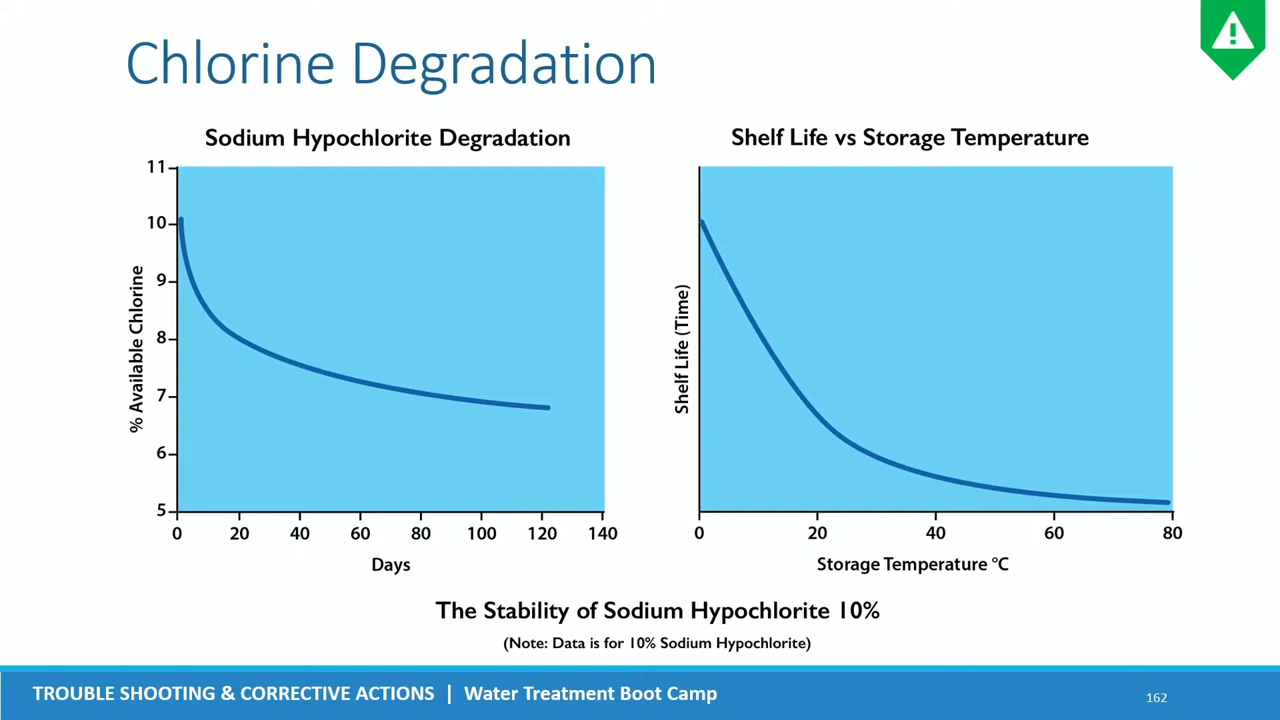 Chlorine Degradation
Sodium Hypochlorite Degradation
11
10
9
8
7
6
5
% Available Chlorine
0 20 40 60 80 100 120 140
Days
Shelf Life vs Storage Temperature
Shelf Life (Time)
0 20 40 60 80
Storage Temperature °C
The Stability of Sodium Hypochlorite 10%
(Note: Data is for 10% Sodium Hypochlorite)
TROUBLE SHOOTING & CORRECTIVE ACTIONS | Water Treatment Boot Camp
162